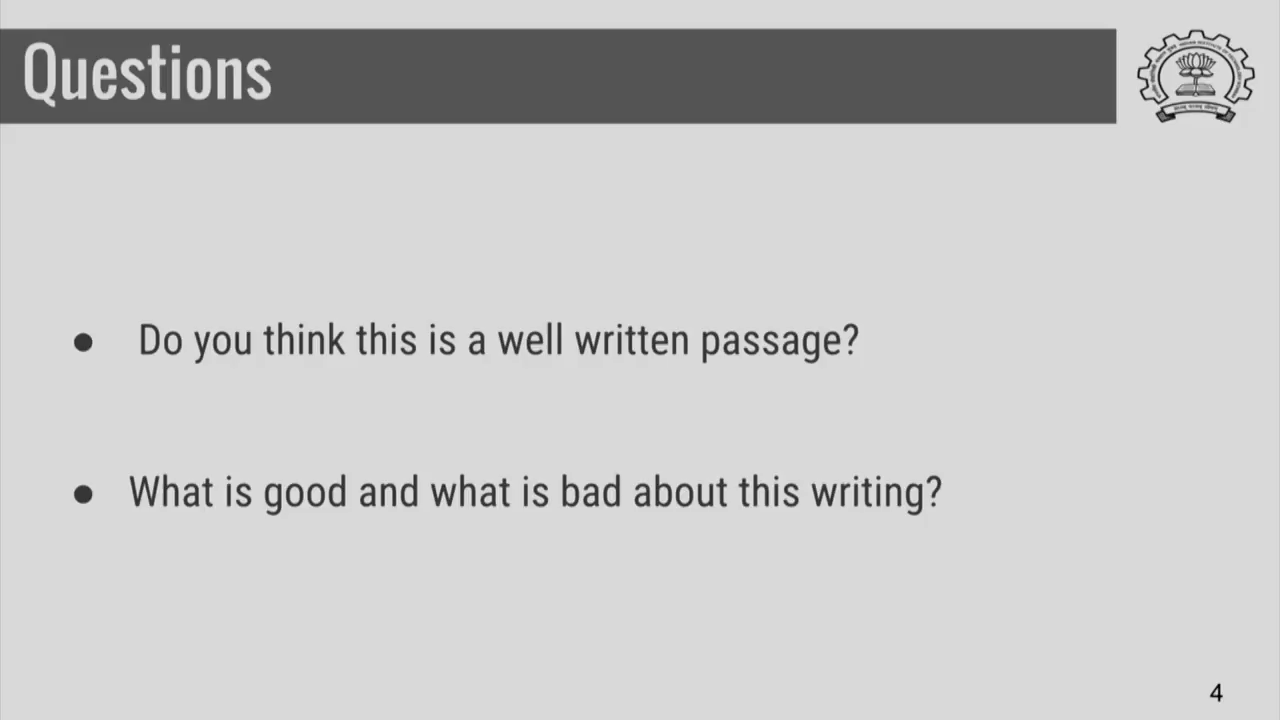 Questions
● Do you think this is a well written passage?
● What is good and what is bad about this writing?
4